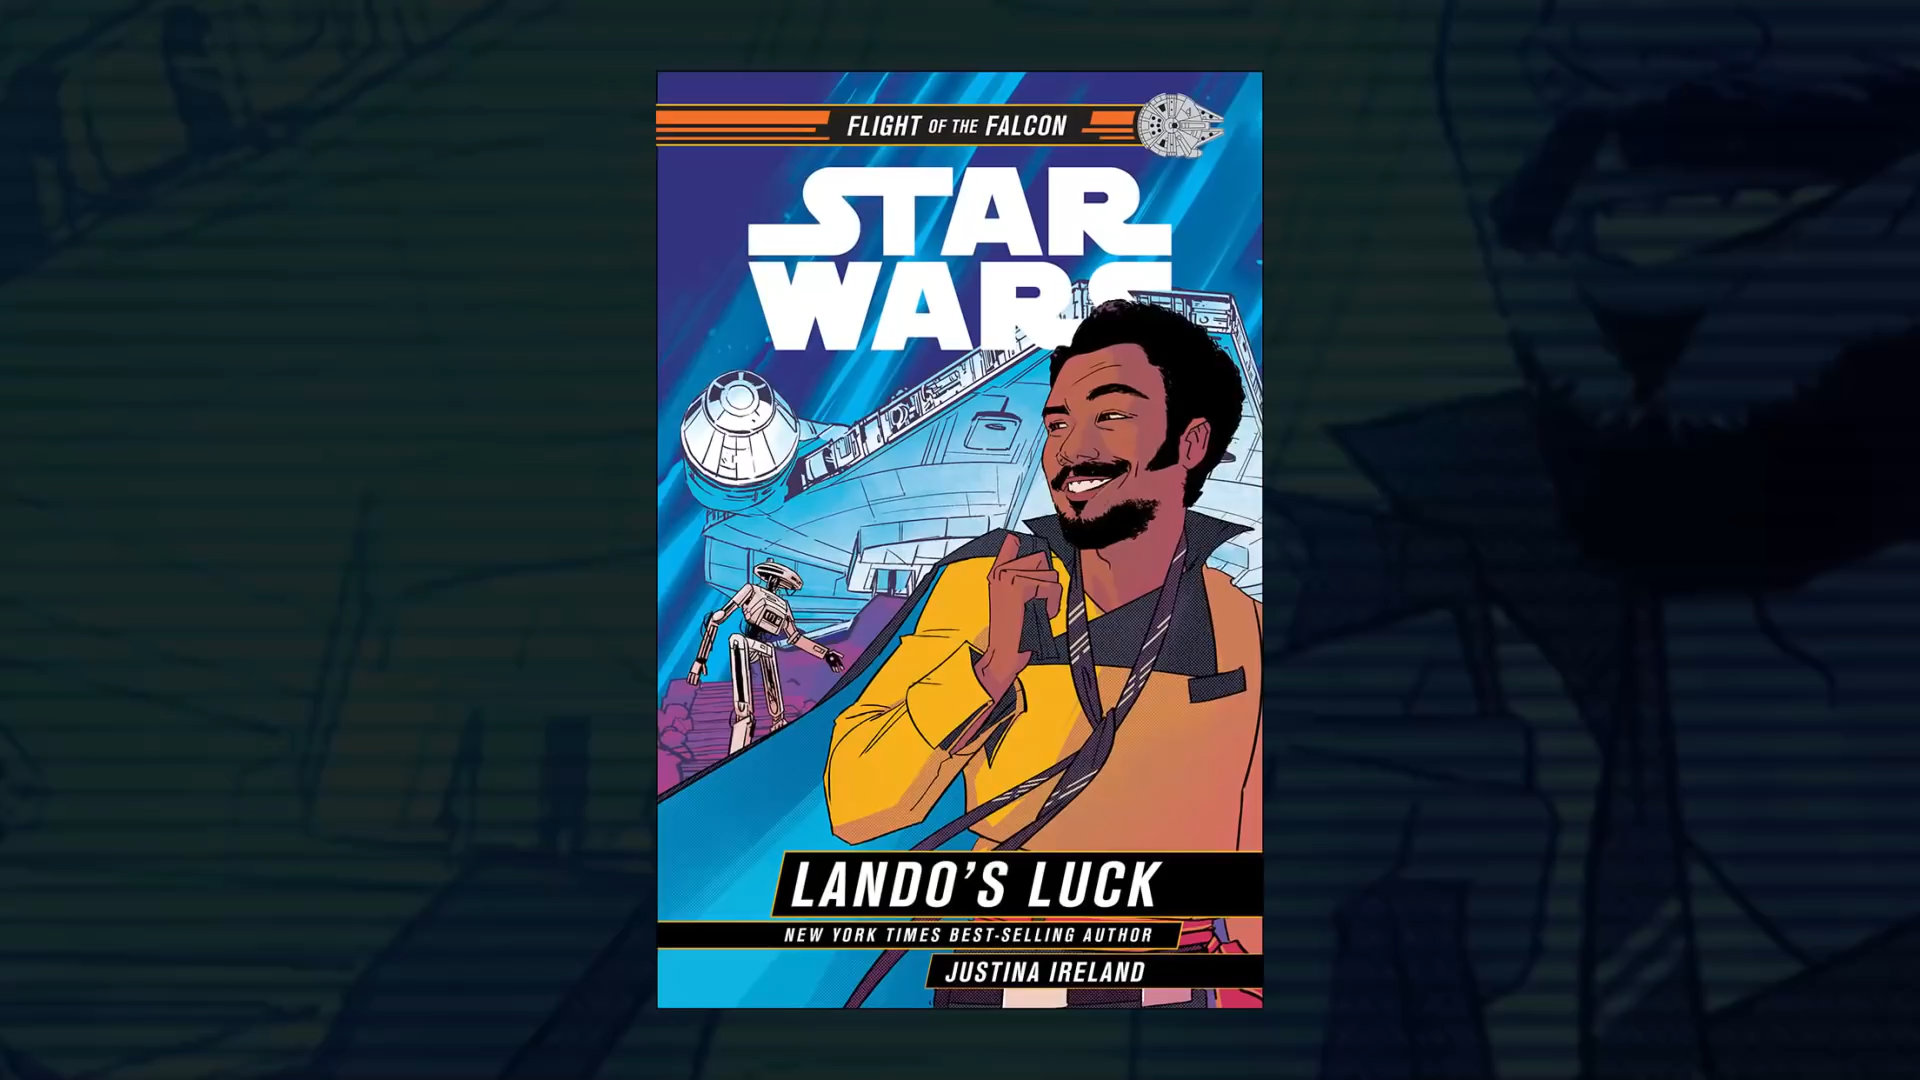 FLIGHT OF THE FALCON
STAR
WARS
LANDO'S LUCK
NEW YORK TIMES BEST-SELLING AUTHOR
JUSTINA IRELAND